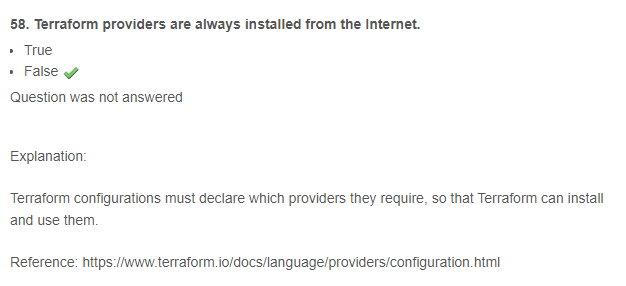 58. Terraform providers are always installed from the Internet.
• True
• False
Question was not answered
Explanation:
Terraform configurations must declare which providers they require, so that Terraform can install
and use them.
Reference: https://www.terraform.io/docs/language/providers/configuration.html